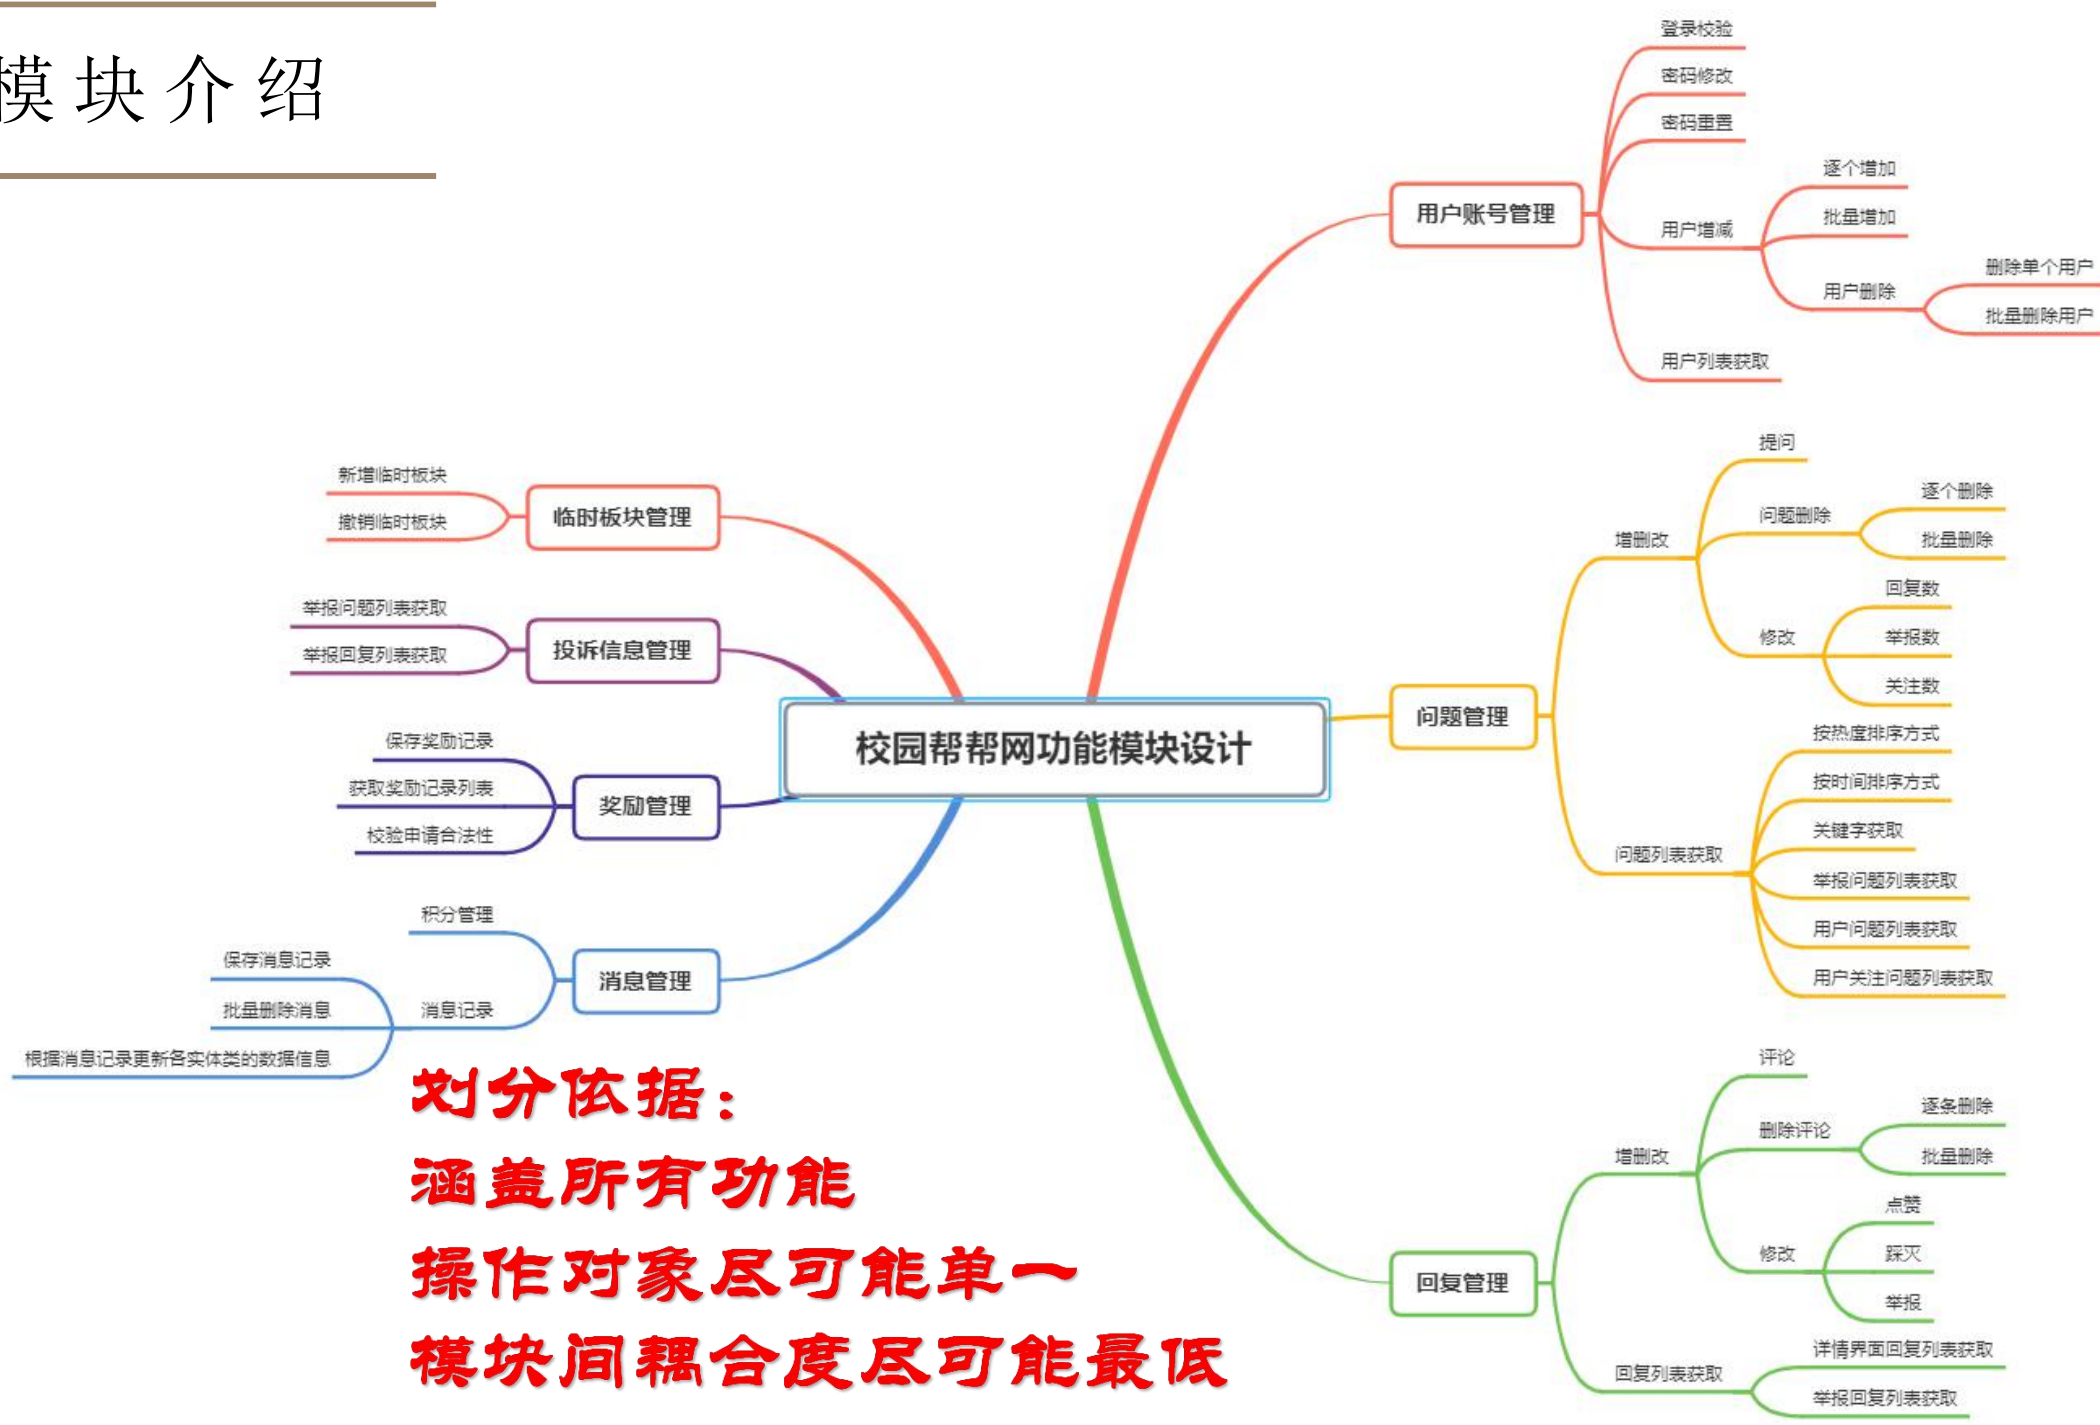 模块介绍
校园帮帮网功能模块设计
用户账号管理
登录校验
密码修改
密码重置
用户增减
逐个增加
批量增加
用户删除
删除单个用户
批量删除用户
用户列表获取
问题管理
增删改
提问
问题删除
逐个删除
批量删除
修改
回复数
举报数
关注数
问题列表获取
按热度排序方式
按时间排序方式
关键字获取
举报问题列表获取
用户问题列表获取
用户关注问题列表获取
回复管理
增删改
评论
删除评论
逐条删除
批量删除
修改
点赞
踩灭
举报
回复列表获取
详情界面回复列表获取
举报回复列表获取
临时板块管理
新增临时板块
撤销临时板块
投诉信息管理
举报问题列表获取
举报回复列表获取
奖励管理
保存奖励记录
获取奖励记录列表
校验申请合法性
消息管理
积分管理
消息记录
保存消息记录
批量删除消息
根据消息记录更新各实体类的数据信息
划分依据：
涵盖所有功能
操作对象尽可能单一
模块间耦合度尽可能最低